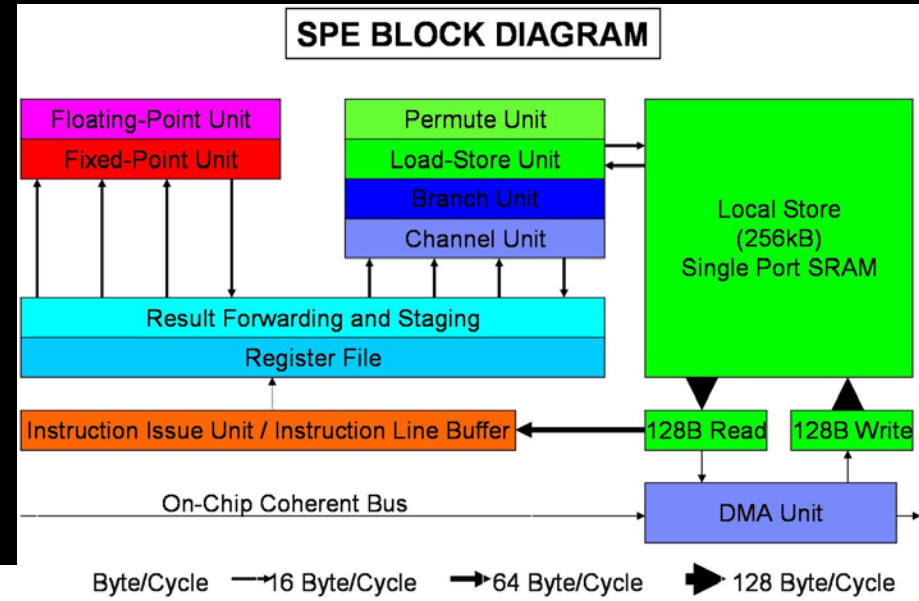 SPE BLOCK DIAGRAM
Floating-Point Unit
Fixed-Point Unit
Permute Unit
Load-Store Unit
Branch Unit
Channel Unit
Local Store
(256kB)
Single Port SRAM
Result Forwarding and Staging
Register File
Instruction Issue Unit / Instruction Line Buffer
128B Read
128B Write
On-Chip Coherent Bus
DMA Unit
Byte/Cycle 16 Byte/Cycle 64 Byte/Cycle 128 Byte/Cycle